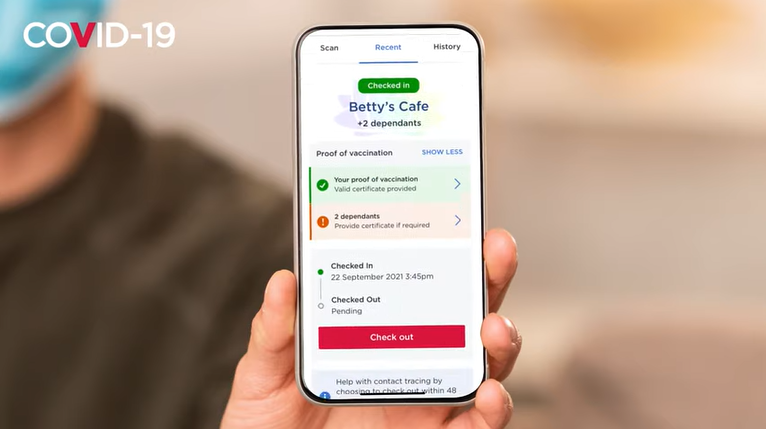 COVID-19
Scan Recent History
Checked in
Betty's Cafe
+2 dependants
Proof of vaccination SHOW LESS
Your proof of vaccination
Valid certificate provided
2 dependants
Provide certificate if required
Checked In
22 September 2021 3:45pm
Checked Out
Pending
Check out
Help with contact tracing by
choosing to check out within 48